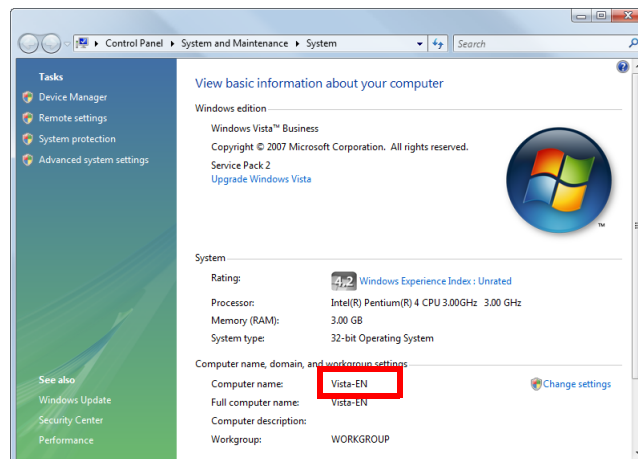 Control Panel ▸ System and Maintenance ▸ System
Search
Tasks
Device Manager
Remote settings
System protection
Advanced system settings
See also
Windows Update
Security Center
Performance
View basic information about your computer
Windows edition
Windows Vista™ Business
Copyright © 2007 Microsoft Corporation. All rights reserved.
Service Pack 2
Upgrade Windows Vista
TM
System
Rating:
4,2 Windows Experience Index : Unrated
Processor: Intel(R) Pentium(R) 4 CPU 3.00GHz 3.00 GHz
Memory (RAM): 3.00 GB
System type: 32-bit Operating System
Computer name, domain, and workgroup settings
Computer name: Vista-EN
Change settings
Full computer name: Vista-EN
Computer description:
Workgroup: WORKGROUP